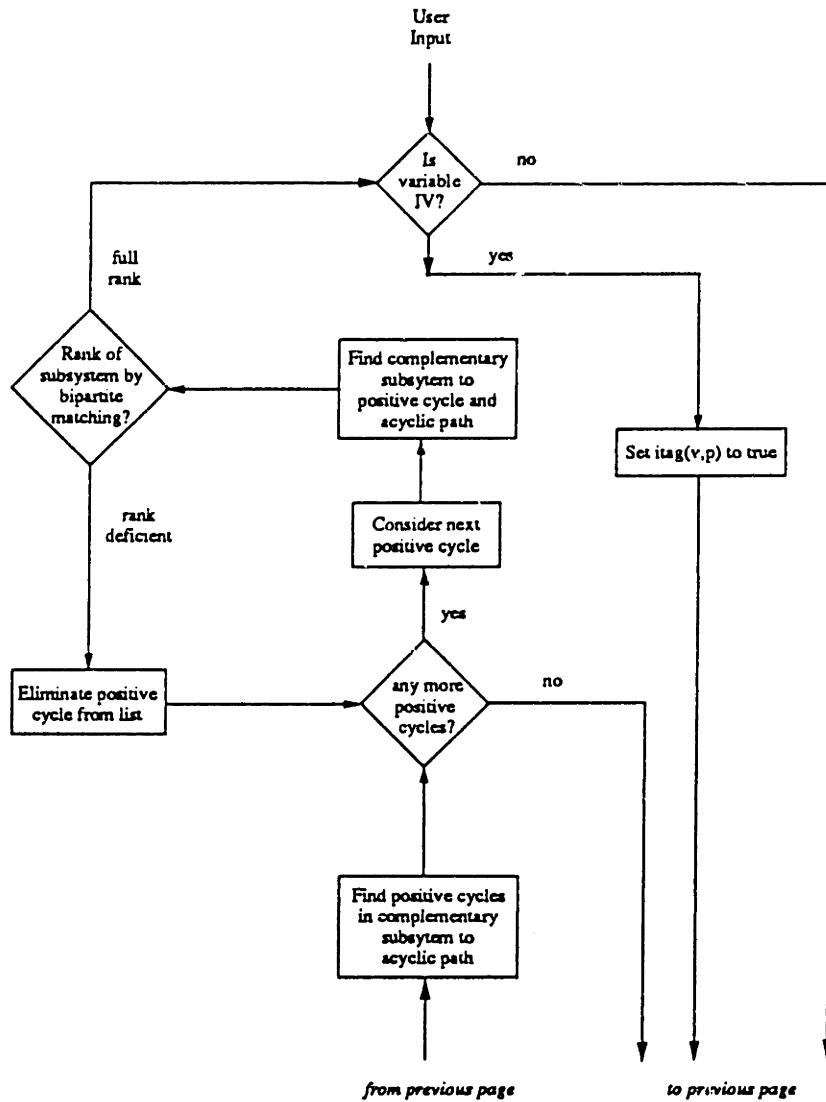 User
Input
Is
variable
IV?
no
yes
full
rank
Rank of
subsystem by
bipartite
matching?
Find complementary
subsytem to
positive cycle and
acyclic path
Set itag(v,p) to true
rank
deficient
Consider next
positive cycle
yes
Eliminate positive
cycle from list
any more
positive
cycles?
no
Find positive cycles
in complementary
subsytem to
acyclic path
from previous page
to previous page